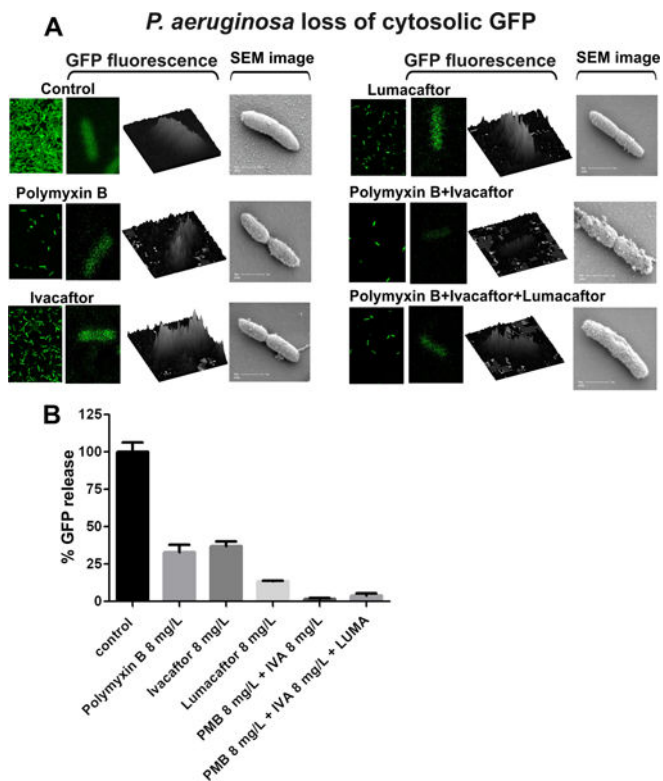 P. aeruginosa loss of cytosolic GFP
A
GFP fluorescence
SEM image
Control
Polymyxin B
Ivacaftor
GFP fluorescence
SEM image
Lumacaftor
Polymyxin B+Ivacaftor
Polymyxin B+Ivacaftor+Lumacaftor
B
% GFP release
125
100
75
50
25
0
control
Polymyxin B 8 mg/L
Ivacaftor 8 mg/L
Lumacaftor 8 mg/L
PMB 8 mg/L + IVA 8 mg/L
PMB 8 mg/L + IVA 8 mg/L + LUMA